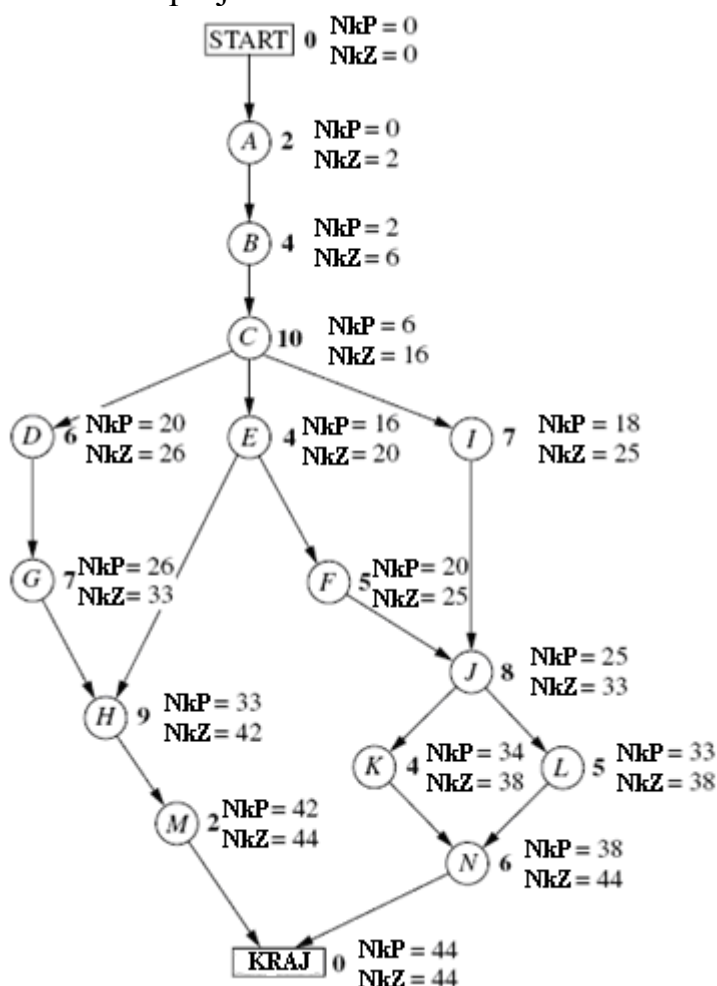 START 0 NkP = 0
NkZ = 0
A 2 NkP = 0
NkZ = 2
B 4 NkP = 2
NkZ = 6
C 10 NkP = 6
NkZ = 16
D 6 NkP = 20
NkZ = 26
E 4 NkP = 16
NkZ = 20
I 7 NkP = 18
NkZ = 25
G 7 NkP = 26
NkZ = 33
F 5 NkP = 20
NkZ = 25
J 8 NkP = 25
NkZ = 33
H 9 NkP = 33
NkZ = 42
K 4 NkP = 34
NkZ = 38
L 5 NkP = 33
NkZ = 38
M 2 NkP = 42
NkZ = 44
N 6 NkP = 38
NkZ = 44
KRAJ 0 NkP = 44
NkZ = 44